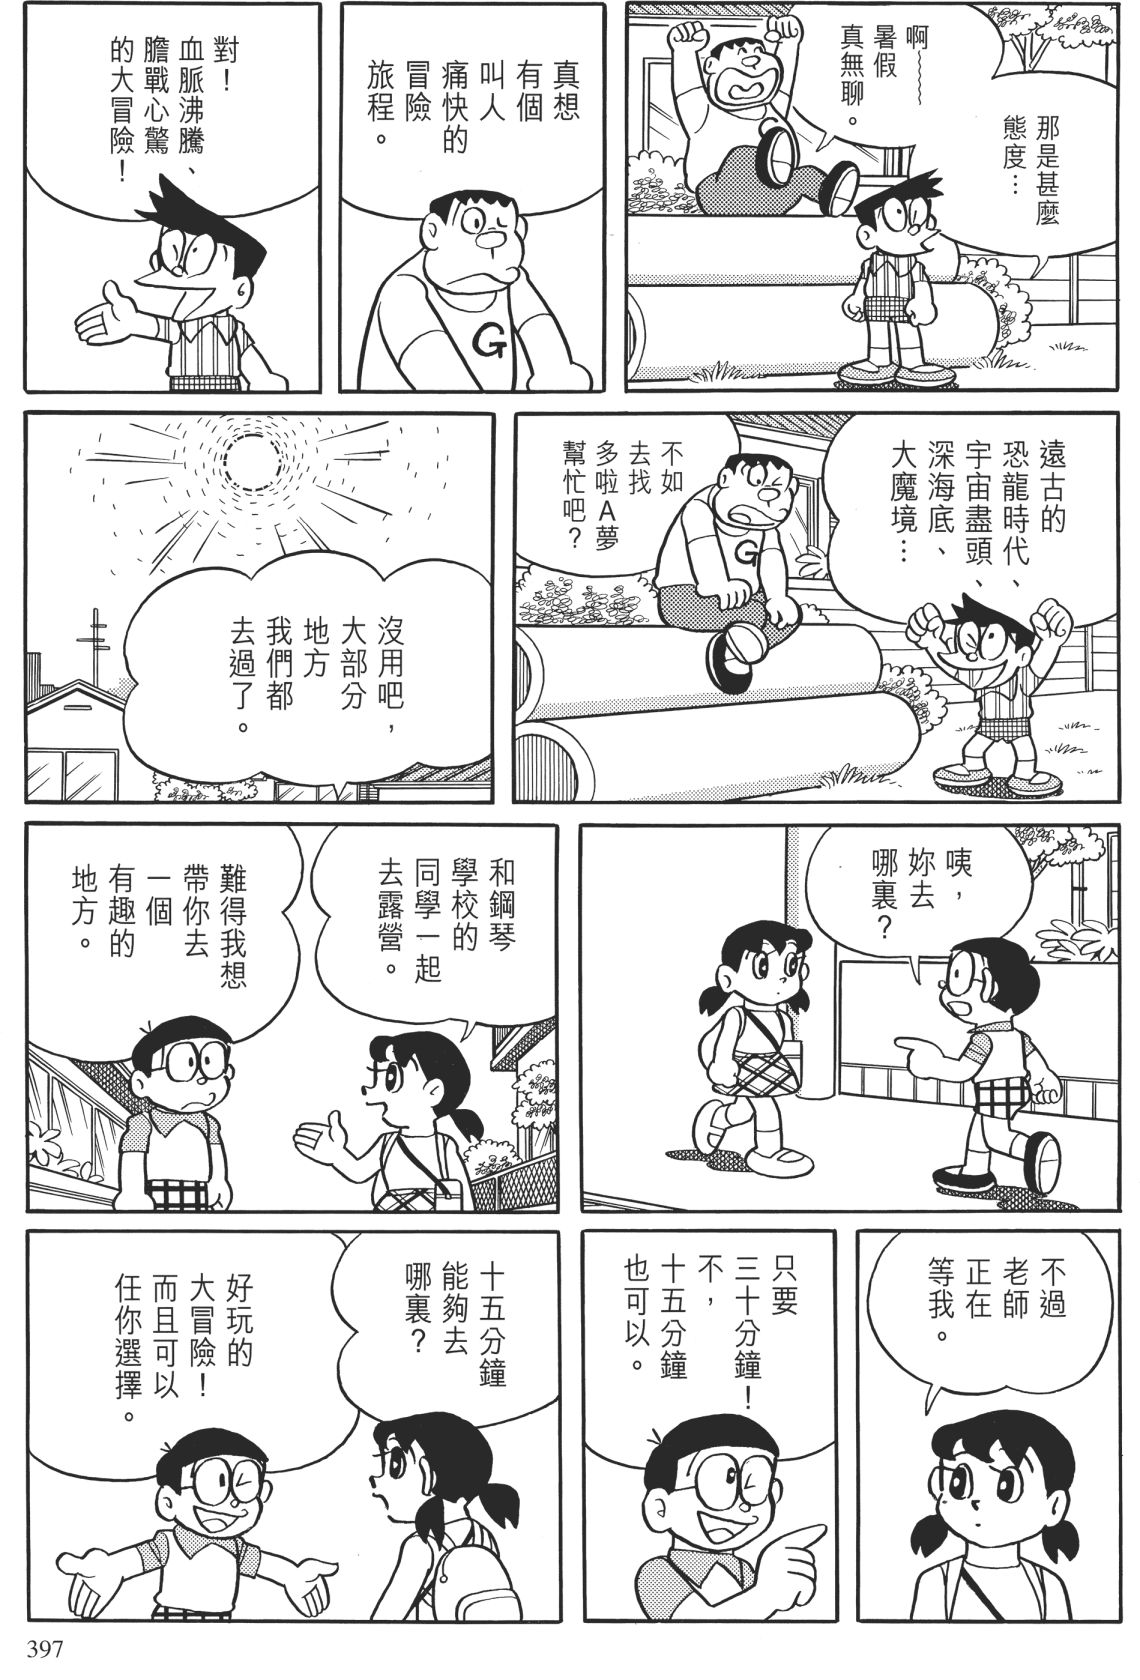 啊~~~
暑假
真無聊。
那是甚麼
態度…
真想
有個
叫人
痛快的
冒險
旅程。
對！
血脈沸騰、
膽戰心驚
的大冒險！
遠古的
恐龍時代、
宇宙盡頭、
深海底、
大魔境…
不如
去找
多啦A夢
幫忙吧？
沒用吧，
大部分
地方
我們都
去過了。
咦，
妳去
哪裏？
和鋼琴
學校的
同學一起
去露營。
難得我想
帶你去
一個
有趣的
地方。
不過
老師
正在
等我。
只要
三十分鐘！
不，
十五分鐘
也可以。
十五分鐘
能夠去
哪裏？
好玩的
大冒險！
而且可以
任你選擇。
G
G
397